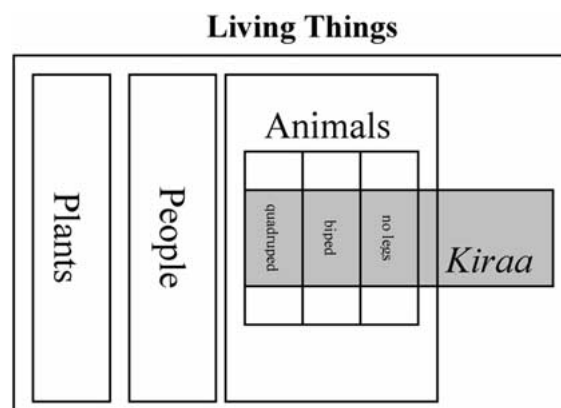 Living Things
Plants
People
Animals
quadruped
biped
no legs
Kiraa